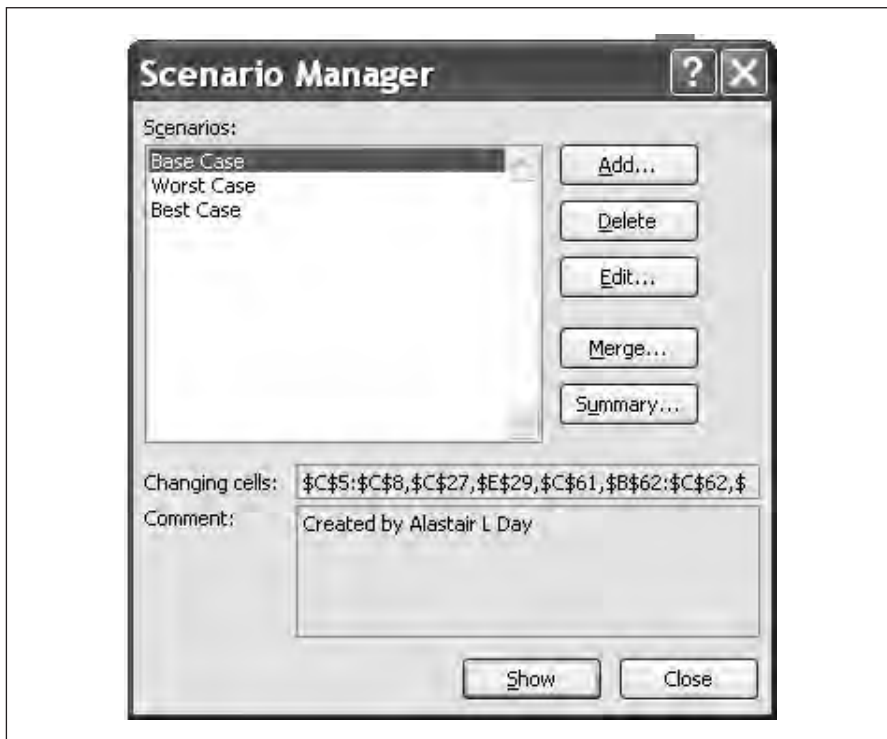 Scenario Manager
?
Scenarios:
Base Case
Worst Case
Best Case
Add...
Delete
Edit...
Merge...
Summary...
Changing cells: $C$5:$C$8,$C$27,$E$29,$C$61,$B$62:$C$62,$
Comment: Created by Alastair L Day
Show
Close